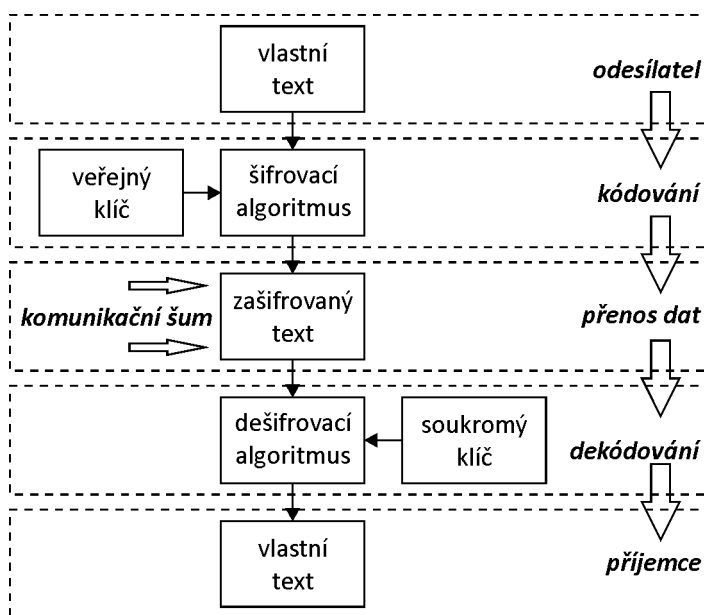 vlastní
text
odesílatel
veřejný
klíč
šifrovací
algoritmus
kódování
komunikační šum
zašifrovaný
text
přenos dat
dešifrovací
algoritmus
soukromý
klíč
dekódování
vlastní
text
příjemce